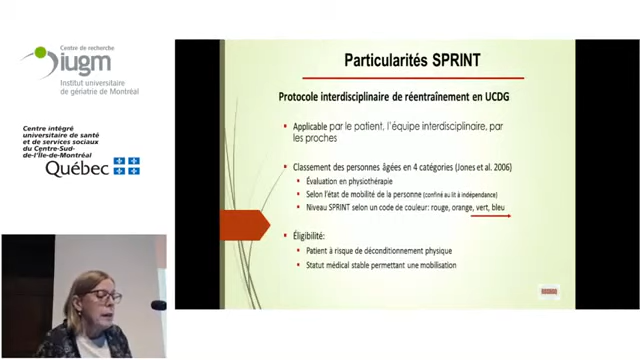 Centre de recherche
iugm
Institut universitaire
de gériatrie de Montréal
Centre intégré
universitaire de santé
et de services sociaux
du Centre-Sud-
de-l'Île-de-Montréal
Québec
Particularités SPRINT
Protocole interdisciplinaire de réentraînement en UCDG
Applicable par le patient, l'équipe interdisciplinaire, par
les proches
Classement des personnes âgées en 4 catégories (Jones et al. 2006)
Évaluation en physiothérapie
Selon l'état de mobilité de la personne (confiné au lit à indépendance)
Niveau SPRINT selon un code de couleur: rouge, orange, vert, bleu
Éligibilité:
Patient à risque de déconditionnement physique
Statut médical stable permettant une mobilisation